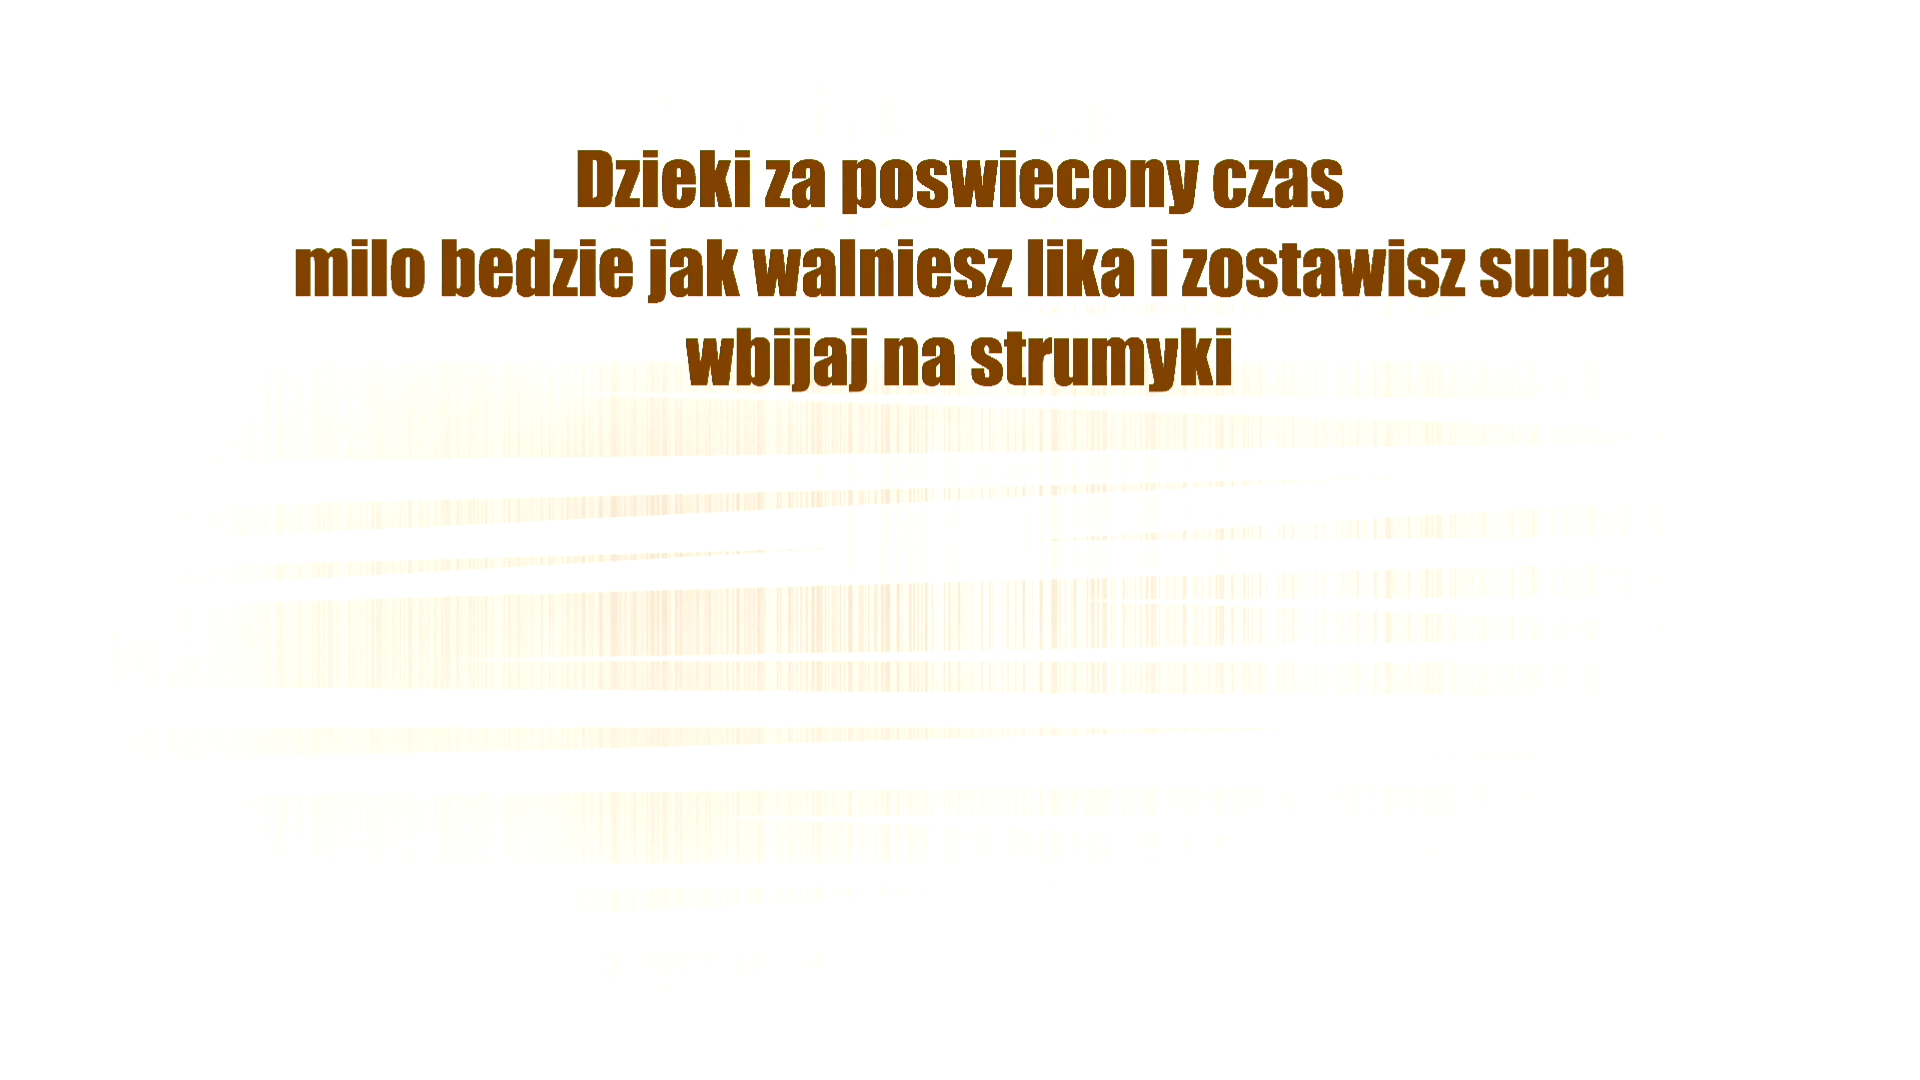 Dzieki za poswiecony czas
milo bedzie jak walniesz lika i zostawisz suba
wbijaj na strumyki